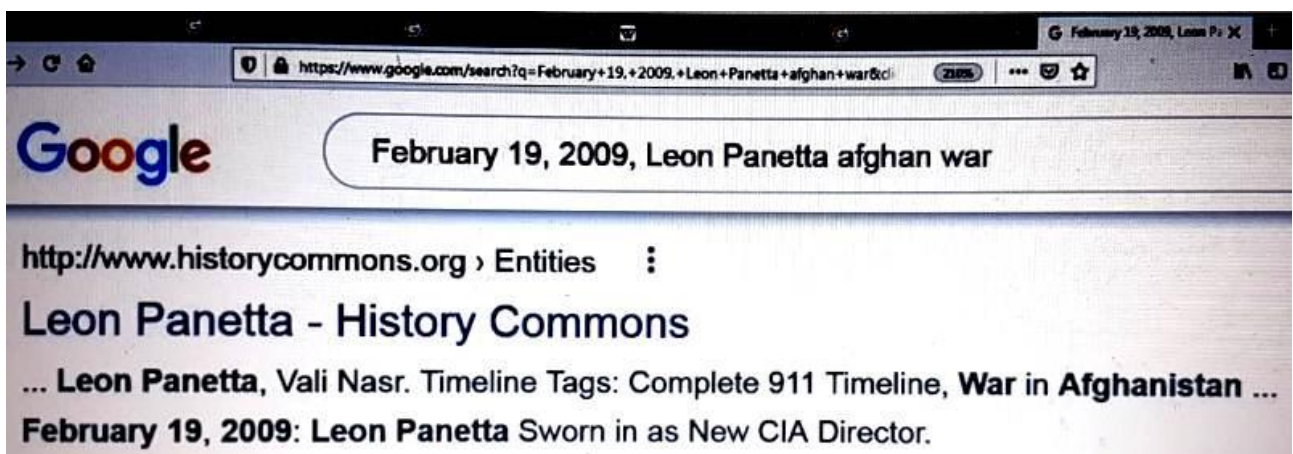 G February 19, 2009, Leon Pa
https://www.google.com/search?q=February+19,+2009,+Leon+Panetta+afghan+war&cli 210%
Google
February 19, 2009, Leon Panetta afghan war
http://www.historycommons.org › Entities
Leon Panetta - History Commons
... Leon Panetta, Vali Nasr. Timeline Tags: Complete 911 Timeline, War in Afghanistan ...
February 19, 2009: Leon Panetta Sworn in as New CIA Director.